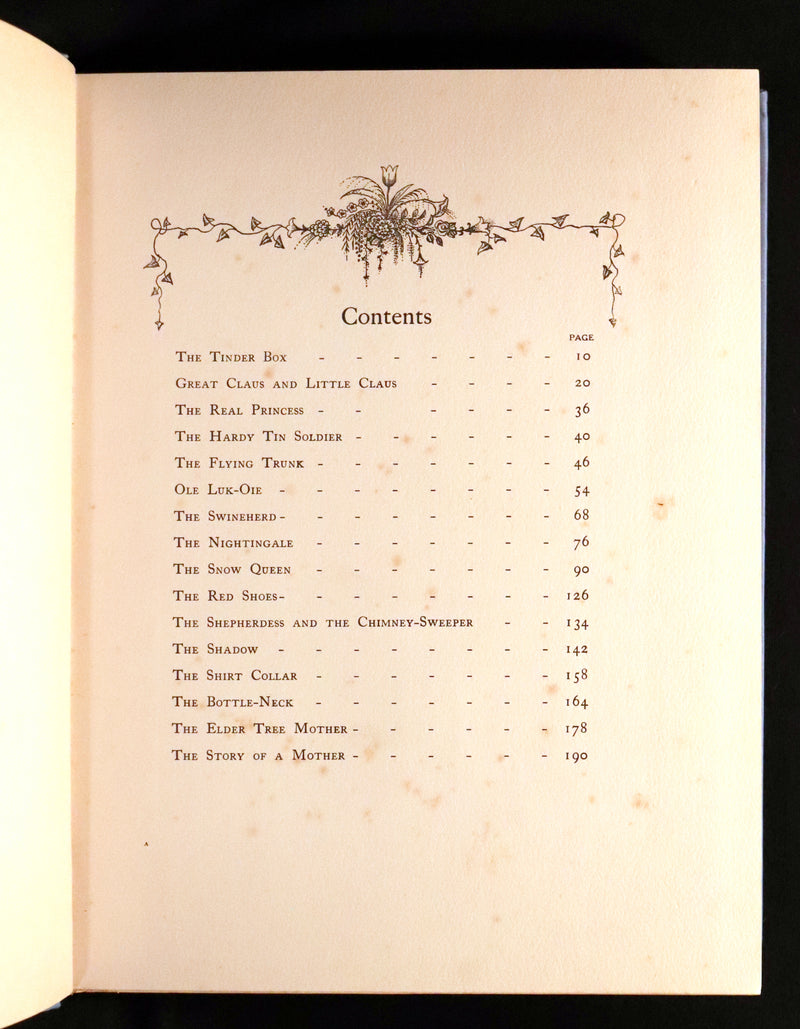 Contents
PAGE
The Tinder Box - - - - - - - 10
Great Claus and Little Claus - - - - 20
The Real Princess - - - - - - 36
The Hardy Tin Soldier - - - - - - 40
The Flying Trunk - - - - - - - 46
Ole Luk-Oie - - - - - - - - 54
The Swineherd - - - - - - - - 68
The Nightingale - - - - - - - 76
The Snow Queen - - - - - - - 90
The Red Shoes - - - - - - - - 126
The Shepherdess and the Chimney-Sweeper - - 134
The Shadow - - - - - - - - 142
The Shirt Collar - - - - - - - 158
The Bottle-Neck - - - - - - - 164
The Elder Tree Mother - - - - - - 178
The Story of a Mother - - - - - - 190
A